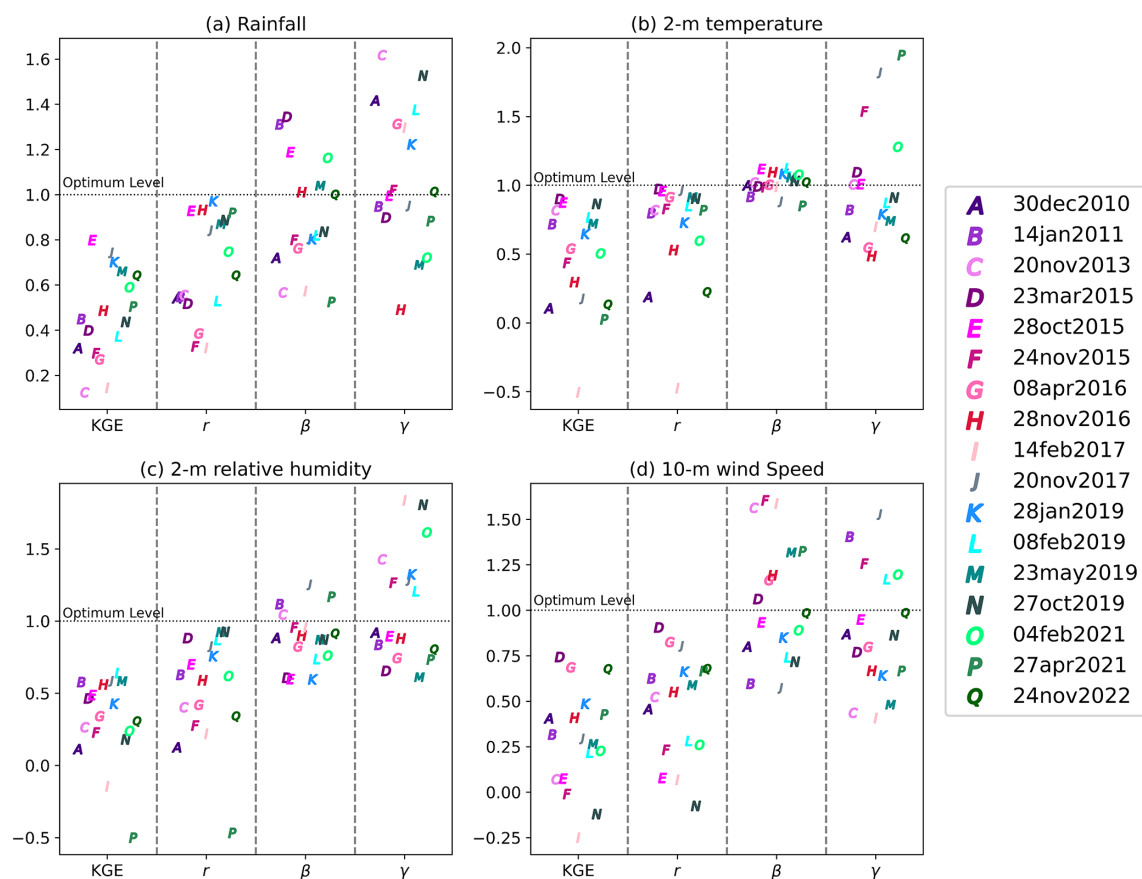 (a) Rainfall
1.6
1.4
1.2
1.0
0.8
0.6
0.4
0.2
Optimum Level
KGE r β γ
(b) 2-m temperature
2.0
1.5
1.0
0.5
0.0
−0.5
Optimum Level
KGE r β γ
(c) 2-m relative humidity
1.5
1.0
0.5
0.0
−0.5
Optimum Level
KGE r β γ
(d) 10-m wind Speed
1.50
1.25
1.00
0.75
0.50
0.25
0.00
−0.25
Optimum Level
KGE r β γ
A 30dec2010
B 14jan2011
C 20nov2013
D 23mar2015
E 28oct2015
F 24nov2015
G 08apr2016
H 28nov2016
I 14feb2017
J 20nov2017
K 28jan2019
L 08feb2019
M 23may2019
N 27oct2019
O 04feb2021
P 27apr2021
Q 24nov2022